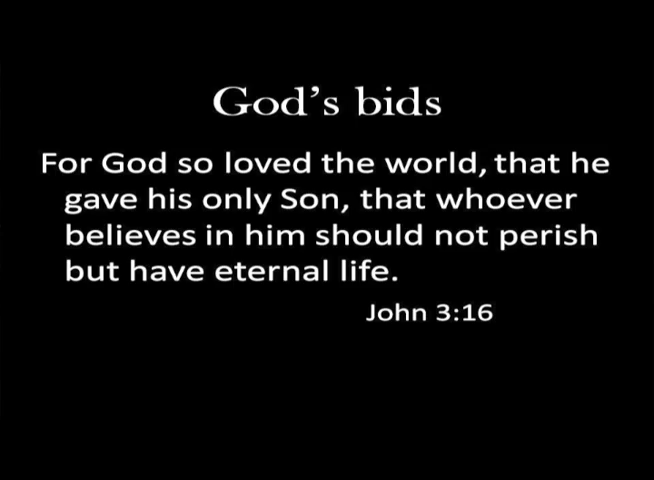 God’s bids
For God so loved the world, that he
gave his only Son, that whoever
believes in him should not perish
but have eternal life.
John 3:16